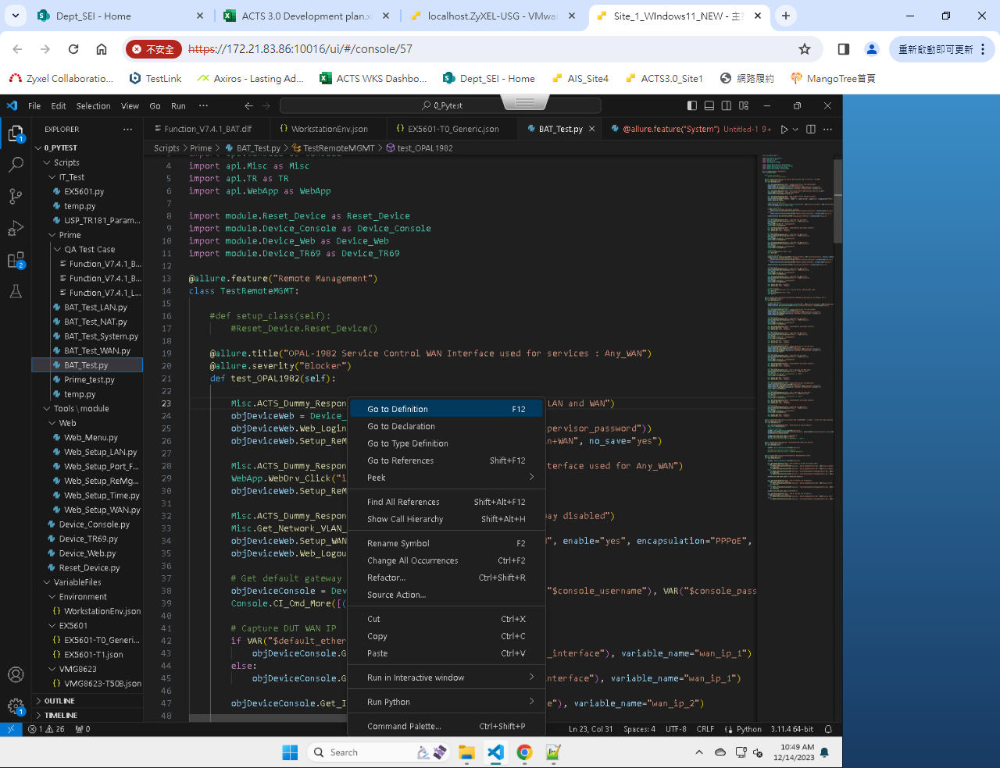 Dept_SEI - Home
ACTS 3.0 Development plan.x
localhost.ZyXEL-USG - VMwa
Site_1_WIndows11_NEW - 主
不安全
https://172.21.83.86:10016/ui/#/console/57
重新啟動即可更新
Zyxel Collaboratio...
TestLink
Axiros - Lasting Ad...
ACTS WKS Dashbo...
Dept_SEI - Home
AIS_Site4
ACTS3.0_Site1
網路履約
MangoTree首頁
File Edit Selection View Go Run ···
0_Pytest
EXPLORER
Function_V7.4.1_BAT.dlf
WorkstationEnv.json
EX5601-T0_Generic.json
BAT_Test.py
@allure.feature("System") Untitled-1 9+
Scripts > Prime > BAT_Test.py > TestRemoteMGMT > test_OPAL1982
0_PYTEST
Scripts
IT_Test
EX5601.py
temp.py
USP_TR181_Param...
Prime
QA Test Case
Function_V7.4.1_B...
Function_V7.4.1_B...
Function_V7.4.1_L...
BAT_Test_LAN.py
BAT_Test_NAT.py
BAT_Test_System.py
BAT_Test_WAN.py
BAT_Test.py
Prime_test.py
temp.py
Tools \ module
Web
Web_Menu.py
Web_Setup_LAN.py
Web_Setup_Port_F...
Web_Setup_ReMg...
Web_Setup_Time.py
Web_Setup_WAN.py
Device_Console.py
Device_TR69.py
Device_Web.py
Reset_Device.py
VariableFiles
Environment
WorkstationEnv.json
EX5601
EX5601-T0_Generi...
EX5601-T1.json
VMG8623
VMG8623-T50B.json
OUTLINE
TIMELINE
3 import api.Console as Console
4 import api.Misc as Misc
5 import api.TR as TR
6 import api.WebApp as WebApp
7
8 import module.Reset_Device as Reset_Device
9 import module.Device_Console as Device_Console
10 import module.Device_Web as Device_Web
11 import module.Device_TR69 as Device_TR69
12
13 @allure.feature("Remote Management")
14 class TestRemoteMGMT:
15
16 #def setup_class(self):
17 #Reset_Device.Reset_Device()
18
19 @allure.title("OPAL-1982 Service Control WAN Interface used for services : Any_WAN")
20 @allure.severity("Blocker")
21 def test_OPAL1982(self):
22
23 Misc.ACTS_Dummy_Respon LAN and WAN")
24 objDeviceWeb = Device_
25 objDeviceWeb.Web_Login pervisor_password"))
26 objDeviceWeb.Setup_ReM n+WAN", no_save="yes")
27
28 Misc.ACTS_Dummy_Respon terface used for Any_WAN")
29 WebApp.WebDrv_Click("i
30 objDeviceWeb.Setup_ReM
31
32 Misc.ACTS_Dummy_Respon ay disabled")
33 Misc.Get_Network_VLAN_
34 objDeviceWeb.Setup_WAN ", enable="yes", encapsulation="PPPoE",
35 objDeviceWeb.Web_Logou
36
37 # Get default gateway
38 objDeviceConsole = Dev "$console_username"), VAR("$console_pass
39 Console.CI_Cmd_More([(
40
41 # Capture DUT WAN IP
42 if VAR("$default_ether
43 objDeviceConsole.G _interface"), variable_name="wan_ip_1")
44 else:
45 objDeviceConsole.G nterface"), variable_name="wan_ip_1")
46
47 objDeviceConsole.Get_I e"), variable_name="wan_ip_2")
48
Go to Definition F12
Go to Declaration
Go to Type Definition
Go to References Shift+F12
Peek
Find All References Shift+Alt+F12
Show Call Hierarchy Shift+Alt+H
Rename Symbol F2
Change All Occurrences Ctrl+F2
Refactor... Ctrl+Shift+R
Source Action...
Cut Ctrl+X
Copy Ctrl+C
Paste Ctrl+V
Run in Interactive window
Run Python
Command Palette... Ctrl+Shift+P
1 26 0
Ln 23, Col 31 Spaces: 4 UTF-8 CRLF Python 3.11.4 64-bit
Search
10:49 AM
12/14/2023